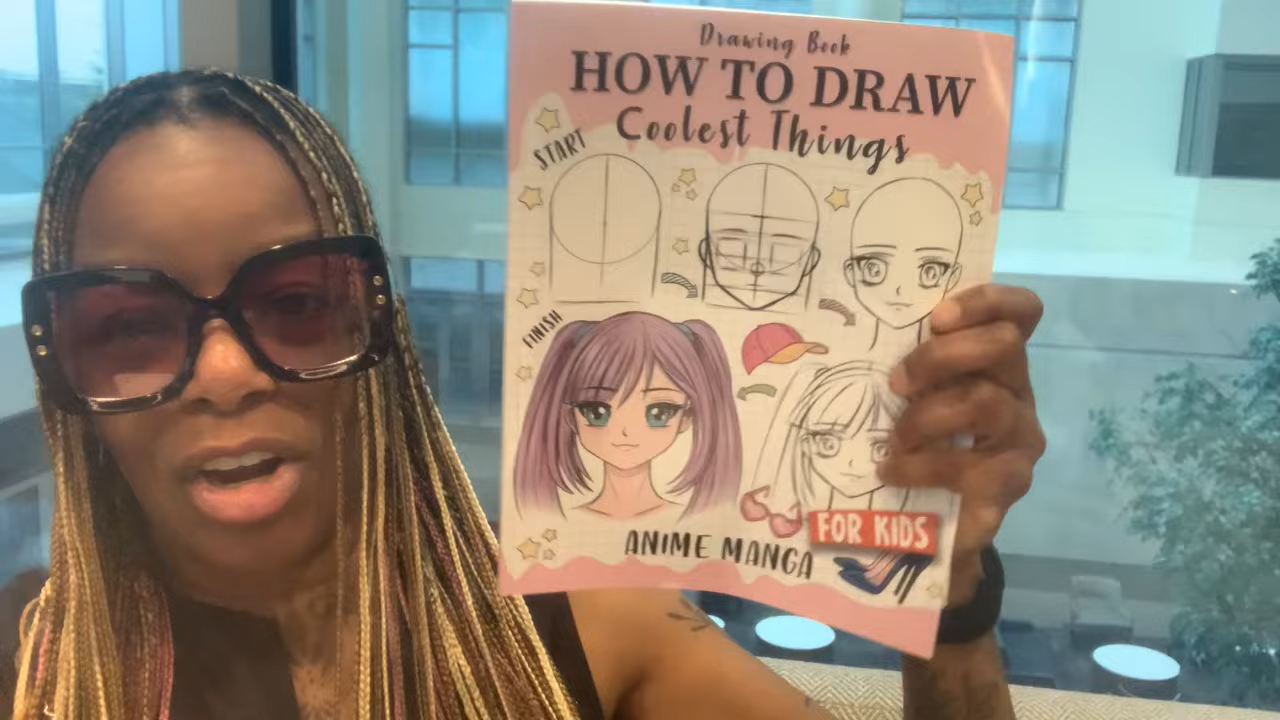 Drawing Book
HOW TO DRAW
Coolest Things
START
FINISH
FOR KIDS
ANIME MANGA